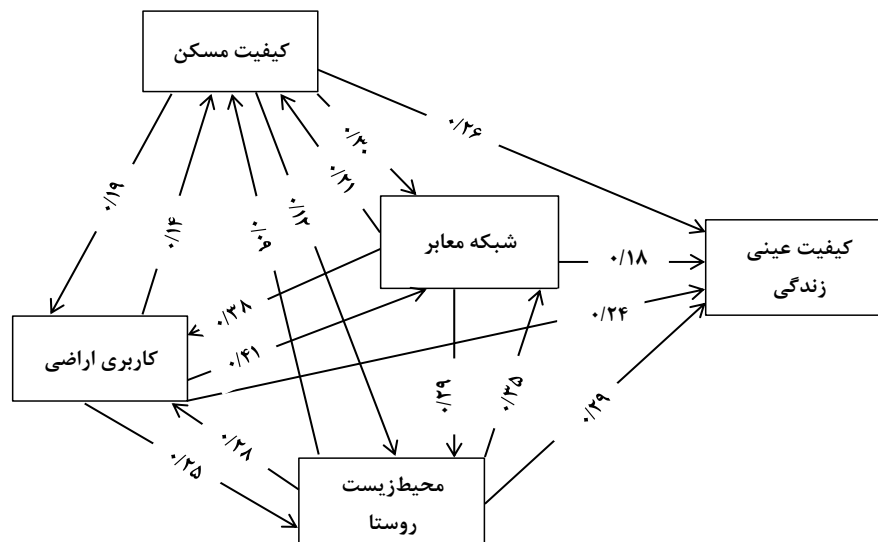 کیفیت مسکن
۰/۲۶
۰/۳۰
۰/۲۱
۰/۱۹
۰/۱۴
۰/۰۹
۰/۱۲
شبکه معابر
کیفیت عینی
زندگی
۰/۱۸
۰/۳۸
۰/۲۴
کاربری اراضی
۰/۴۱
۰/۲۹
۰/۳۵
۰/۲۹
۰/۲۸
۰/۲۵
محیط‌زیست
روستا